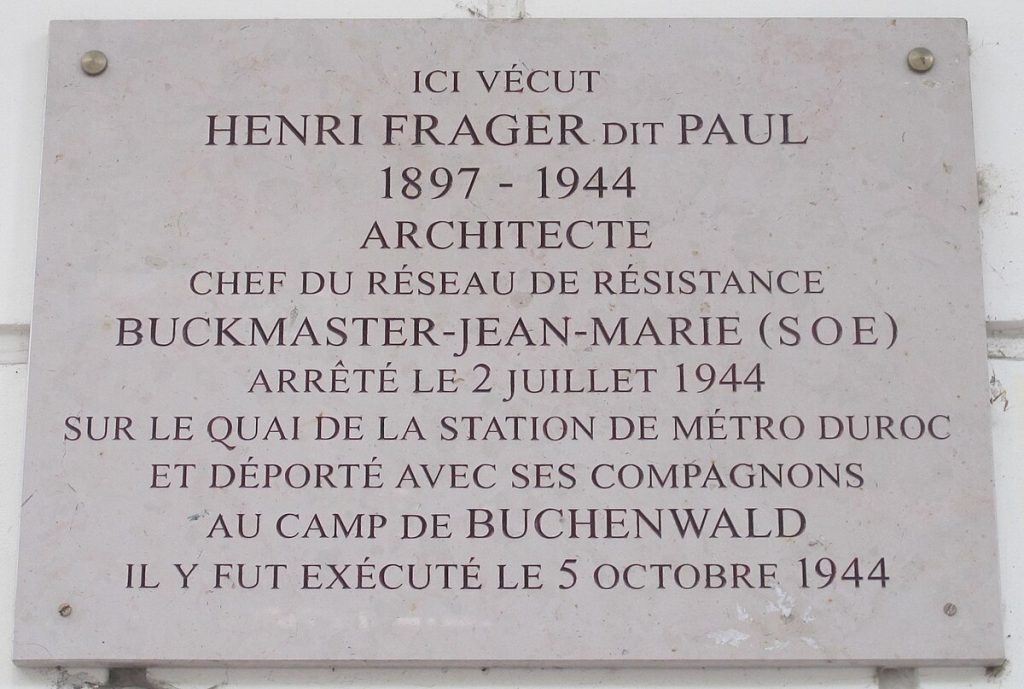 ICI VÉCUT
HENRI FRAGER DIT PAUL
1897 - 1944
ARCHITECTE
CHEF DU RÉSEAU DE RÉSISTANCE
BUCKMASTER-JEAN-MARIE (SOE)
ARRÊTÉ LE 2 JUILLET 1944
SUR LE QUAI DE LA STATION DE MÉTRO DUROC
ET DÉPORTÉ AVEC SES COMPAGNONS
AU CAMP DE BUCHENWALD
IL Y FUT EXÉCUTÉ LE 5 OCTOBRE 1944